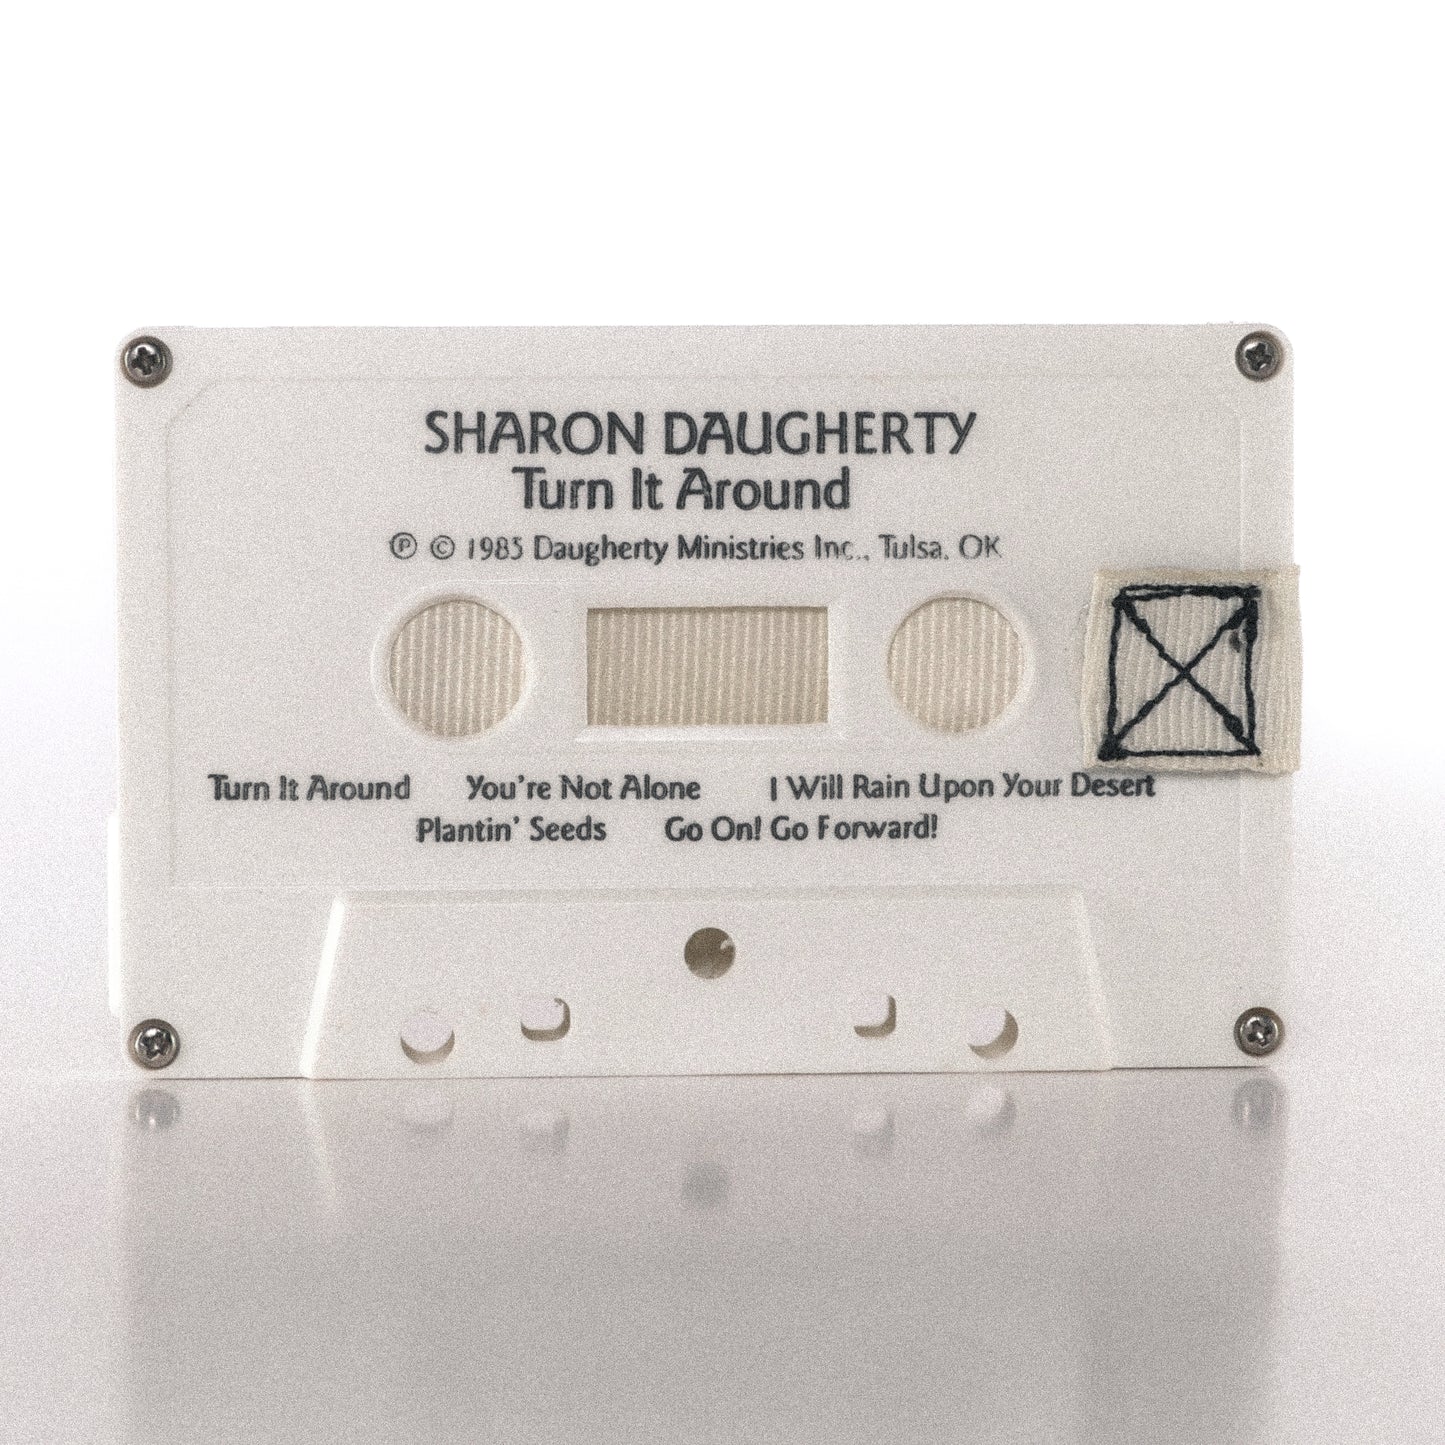 SHARON DAUGHERTY
Turn It Around
℗ © 1985 Daugherty Ministries Inc., Tulsa, OK
Turn It Around You're Not Alone I Will Rain Upon Your Desert
Plantin' Seeds Go On! Go Forward!